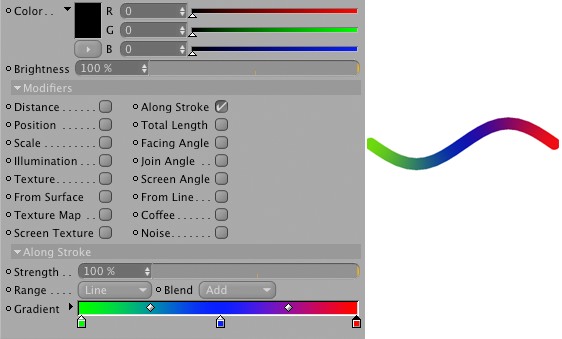 Color . . R 0
G 0
B 0
Brightness 100 %
Modifiers
Distance . . . . . . Along Stroke
Position . . . . . . Total Length
Scale . . . . . . . . Facing Angle
Illumination . . . Join Angle . .
Texture . . . . . . Screen Angle
From Surface From Line . . .
Texture Map . . Coffee . . . . .
Screen Texture Noise . . . . . .
Along Stroke
Strength . . 100 %
Range . . . . Line Blend Add
Gradient